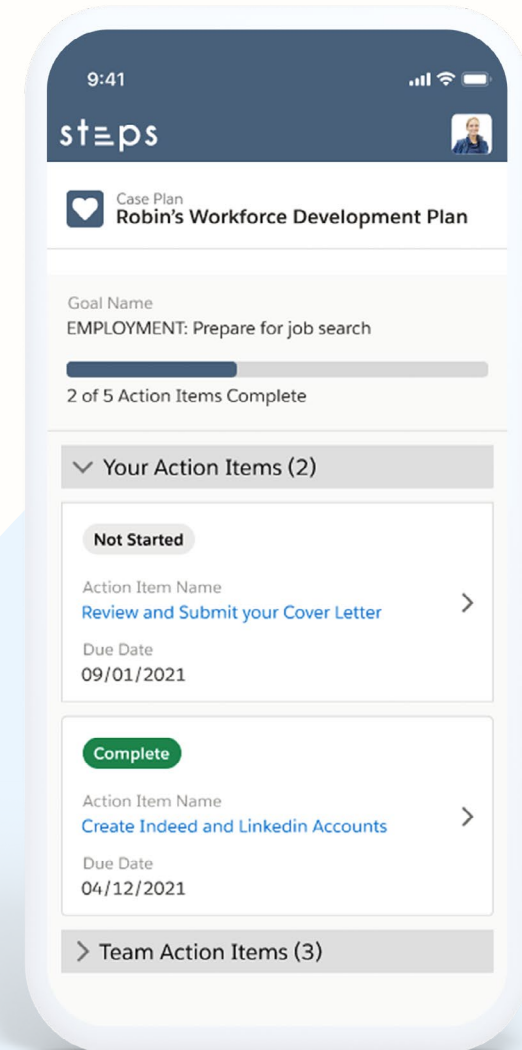 9:41
steps
Case Plan
Robin's Workforce Development Plan
Goal Name
EMPLOYMENT: Prepare for job search
2 of 5 Action Items Complete
Your Action Items (2)
Not Started
Action Item Name
Review and Submit your Cover Letter
Due Date
09/01/2021
Complete
Action Item Name
Create Indeed and Linkedin Accounts
Due Date
04/12/2021
Team Action Items (3)